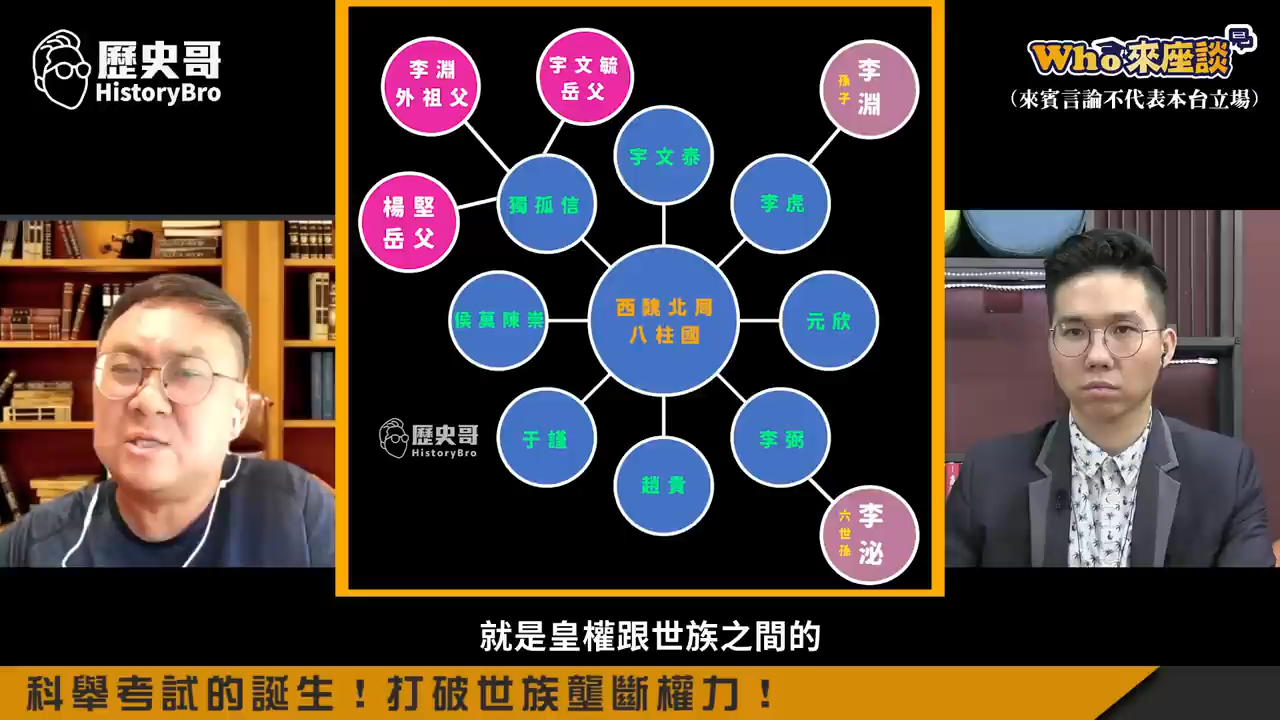 歷史哥
HistoryBro
Who來座談
(來賓言論不代表本台立場)
李淵
外祖父
宇文毓
岳父
孫子
李淵
宇文泰
獨孤信
李虎
楊堅
岳父
侯莫陳崇
西魏北周
八柱國
元欣
歷史哥
HistoryBro
于謹
李弼
趙貴
六世孫
李泌
就是皇權跟世族之間的
科舉考試的誕生！打破世族壟斷權力！